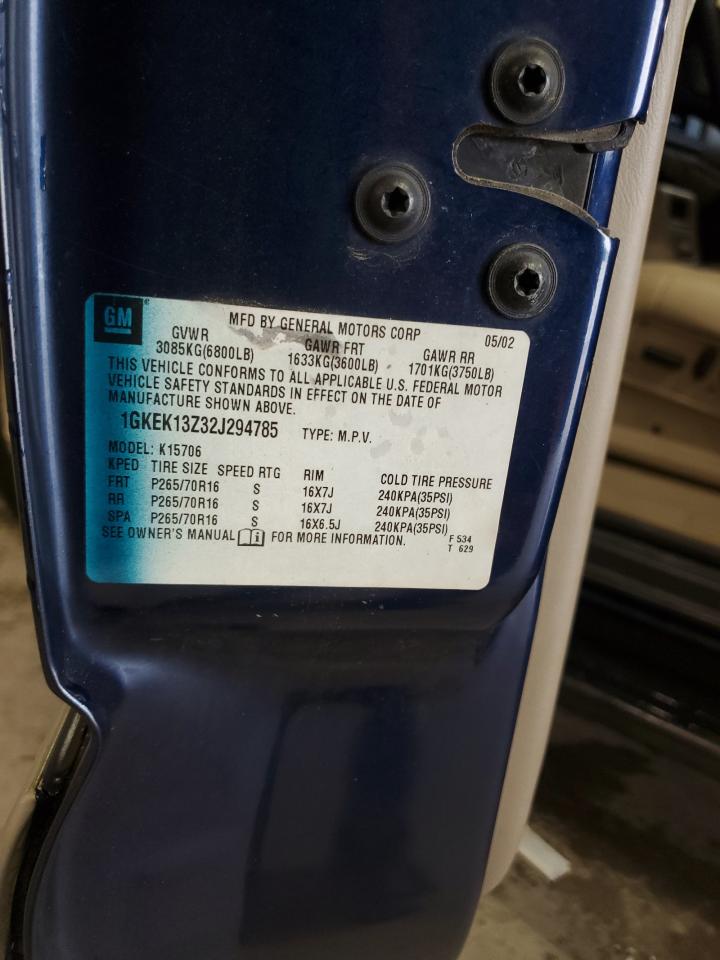 GM ®
MFD BY GENERAL MOTORS CORP 05/02
GVWR GAWR FRT GAWR RR
3085KG(6800LB) 1633KG(3600LB) 1701KG(3750LB)
THIS VEHICLE CONFORMS TO ALL APPLICABLE U.S. FEDERAL MOTOR
VEHICLE SAFETY STANDARDS IN EFFECT ON THE DATE OF
MANUFACTURE SHOWN ABOVE.
1GKEK13Z32J294785 TYPE: M.P.V.
MODEL: K15706
KPED TIRE SIZE SPEED RTG RIM COLD TIRE PRESSURE
FRT P265/70R16 S 16X7J 240KPA(35PSI)
RR P265/70R16 S 16X7J 240KPA(35PSI)
SPA P265/70R16 S 16X6.5J 240KPA(35PSI)
SEE OWNER'S MANUAL i FOR MORE INFORMATION.
F 534
T 629